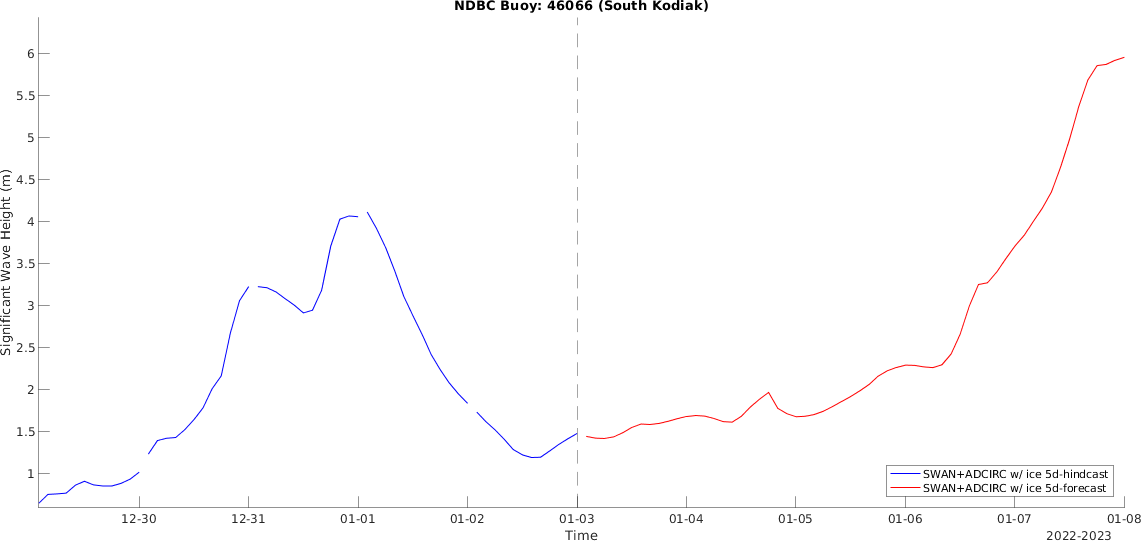 NDBC Buoy: 46066 (South Kodiak)
Significant Wave Height (m)
6
5.5
5
4.5
4
3.5
3
2.5
2
1.5
1
SWAN+ADCIRC w/ ice 5d-hindcast
SWAN+ADCIRC w/ ice 5d-forecast
12-30 12-31 01-01 01-02 01-03 01-04 01-05 01-06 01-07 01-08
Time
2022-2023